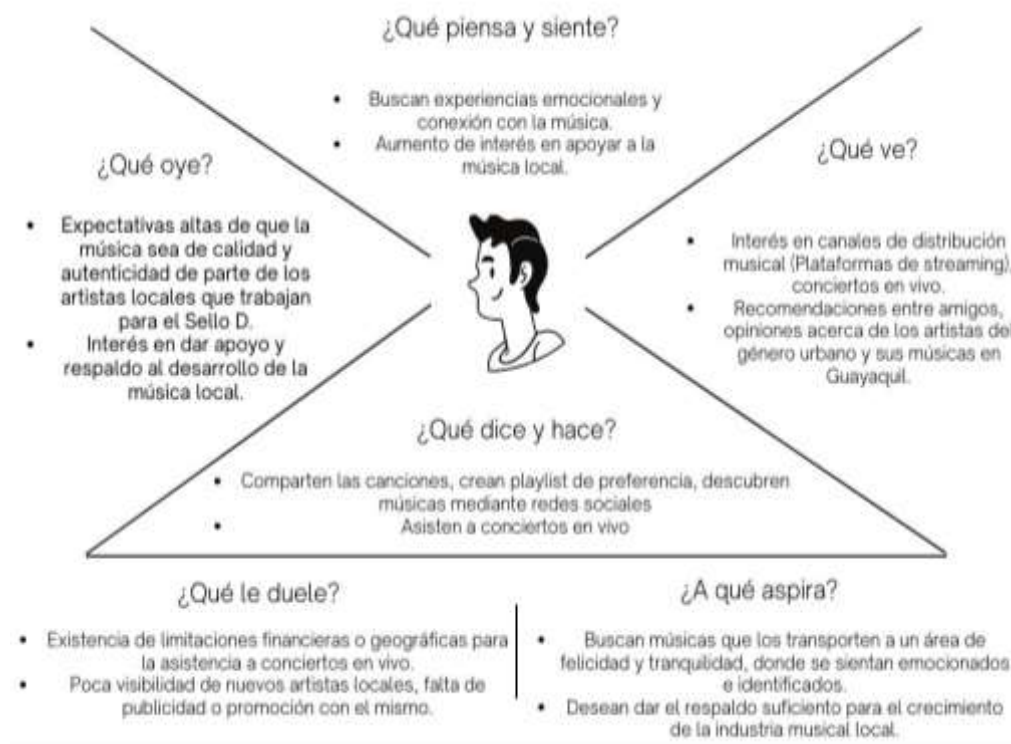 ¿Qué piensa y siente?
• Buscan experiencias emocionales y
conexión con la música.
• Aumento de interés en apoyar a la
música local.
¿Qué oye?
• Expectativas altas de que la
música sea de calidad y
autenticidad de parte de los
artistas locales que trabajan
para el Sello D.
• Interés en dar apoyo y
respaldo al desarrollo de la
música local.
¿Qué ve?
• Interés en canales de distribución
musical (Plataformas de streaming),
conciertos en vivo.
• Recomendaciones entre amigos,
opiniones acerca de los artistas del
género urbano y sus músicas en
Guayaquil.
¿Qué dice y hace?
• Comparten las canciones, crean playlist de preferencia, descubren
músicas mediante redes sociales
• Asisten a conciertos en vivo
¿Qué le duele?
• Existencia de limitaciones financieras o geográficas para
la asistencia a conciertos en vivo.
• Poca visibilidad de nuevos artistas locales, falta de
publicidad o promoción con el mismo.
¿A qué aspira?
• Buscan músicas que los transporten a un área de
felicidad y tranquilidad, donde se sientan emocionados
e identificados.
• Desean dar el respaldo suficiente para el crecimiento
de la industria musical local.